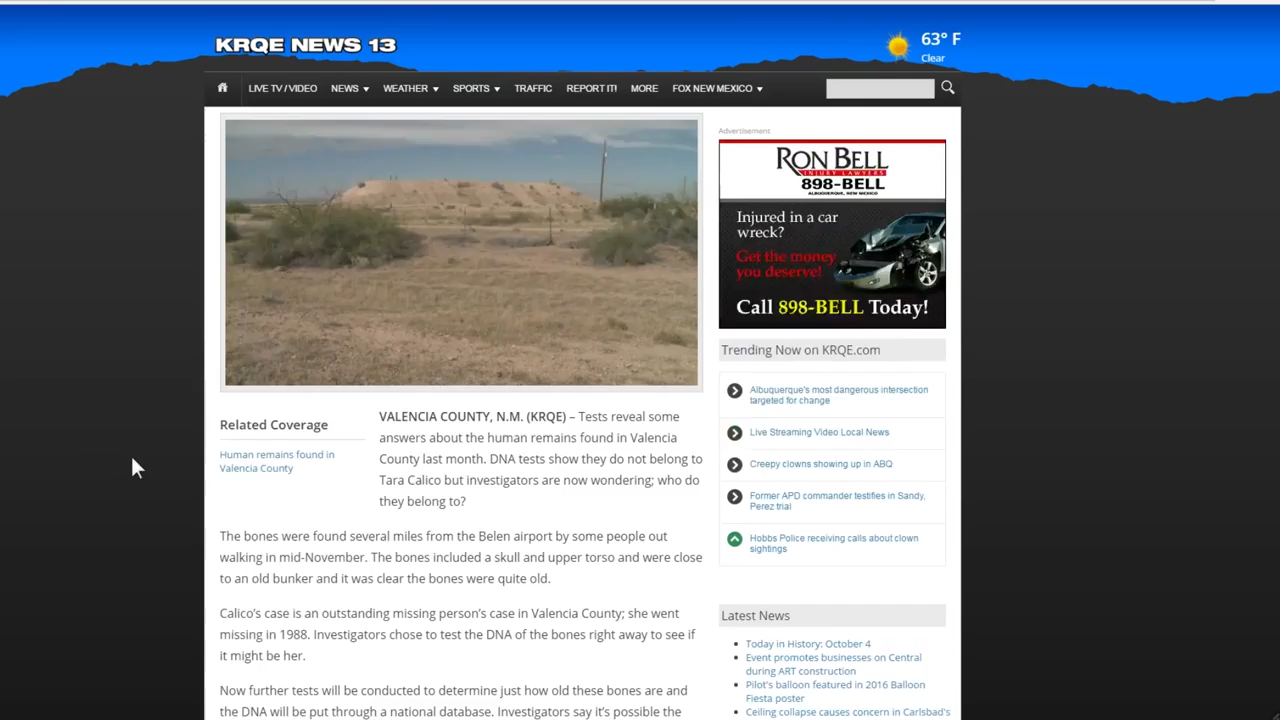 KRQE NEWS 13
63° F
Clear
LIVE TV / VIDEO NEWS WEATHER SPORTS TRAFFIC REPORT IT! MORE FOX NEW MEXICO
Advertisement
RON BELL
INJURY LAWYERS
898-BELL
ALBUQUERQUE, NEW MEXICO
Injured in a car
wreck?
Get the money
you deserve!
Call 898-BELL Today!
Related Coverage
Human remains found in
Valencia County
VALENCIA COUNTY, N.M. (KRQE) – Tests reveal some
answers about the human remains found in Valencia
County last month. DNA tests show they do not belong to
Tara Calico but investigators are now wondering; who do
they belong to?
The bones were found several miles from the Belen airport by some people out
walking in mid-November. The bones included a skull and upper torso and were close
to an old bunker and it was clear the bones were quite old.
Calico's case is an outstanding missing person's case in Valencia County; she went
missing in 1988. Investigators chose to test the DNA of the bones right away to see if
it might be her.
Now further tests will be conducted to determine just how old these bones are and
the DNA will be put through a national database. Investigators say it's possible the
Trending Now on KRQE.com
Albuquerque's most dangerous intersection
targeted for change
Live Streaming Video Local News
Creepy clowns showing up in ABQ
Former APD commander testifies in Sandy,
Perez trial
Hobbs Police receiving calls about clown
sightings
Latest News
Today in History: October 4
Event promotes businesses on Central
during ART construction
Pilot's balloon featured in 2016 Balloon
Fiesta poster
Ceiling collapse causes concern in Carlsbad's